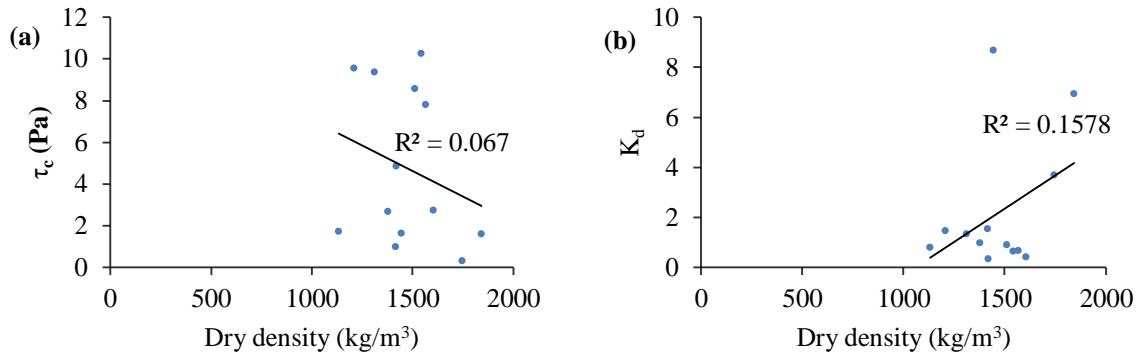 (a)
12
10
8
6
4
2
0
τc (Pa)
R² = 0.067
0 500 1000 1500 2000
Dry density (kg/m³)
(b)
10
8
6
4
2
0
Kd
R² = 0.1578
0 500 1000 1500 2000
Dry density (kg/m³)